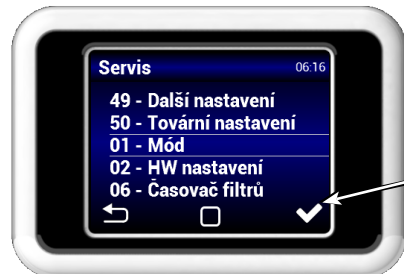 Servis 06:16
49 - Další nastavení
50 - Tovární nastavení
01 - Mód
02 - HW nastavení
06 - Časovač filtrů